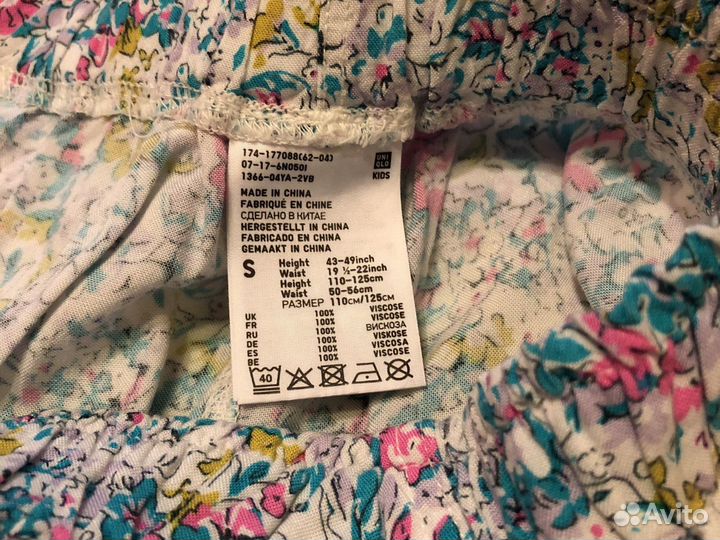 174-177088(62-04)
07-17-6N050I
1366-04YA-2VB
UNI
QLO
KIDS
MADE IN CHINA
FABRIQUÉ EN CHINE
СДЕЛАНО В КИТАЕ
HERGESTELLT IN CHINA
FABRICADO EN CHINA
GEMAAKT IN CHINA
S Height 43-49inch
Waist 19 ½-22inch
Height 110-125cm
Waist 50-56cm
РАЗМЕР 110см/125см
UK 100% VISCOSE
FR 100% VISCOSE
RU 100% ВИСКОЗА
DE 100% VISKOSE
ES 100% VISCOSA
BE 100% VISCOSE
40
Avito